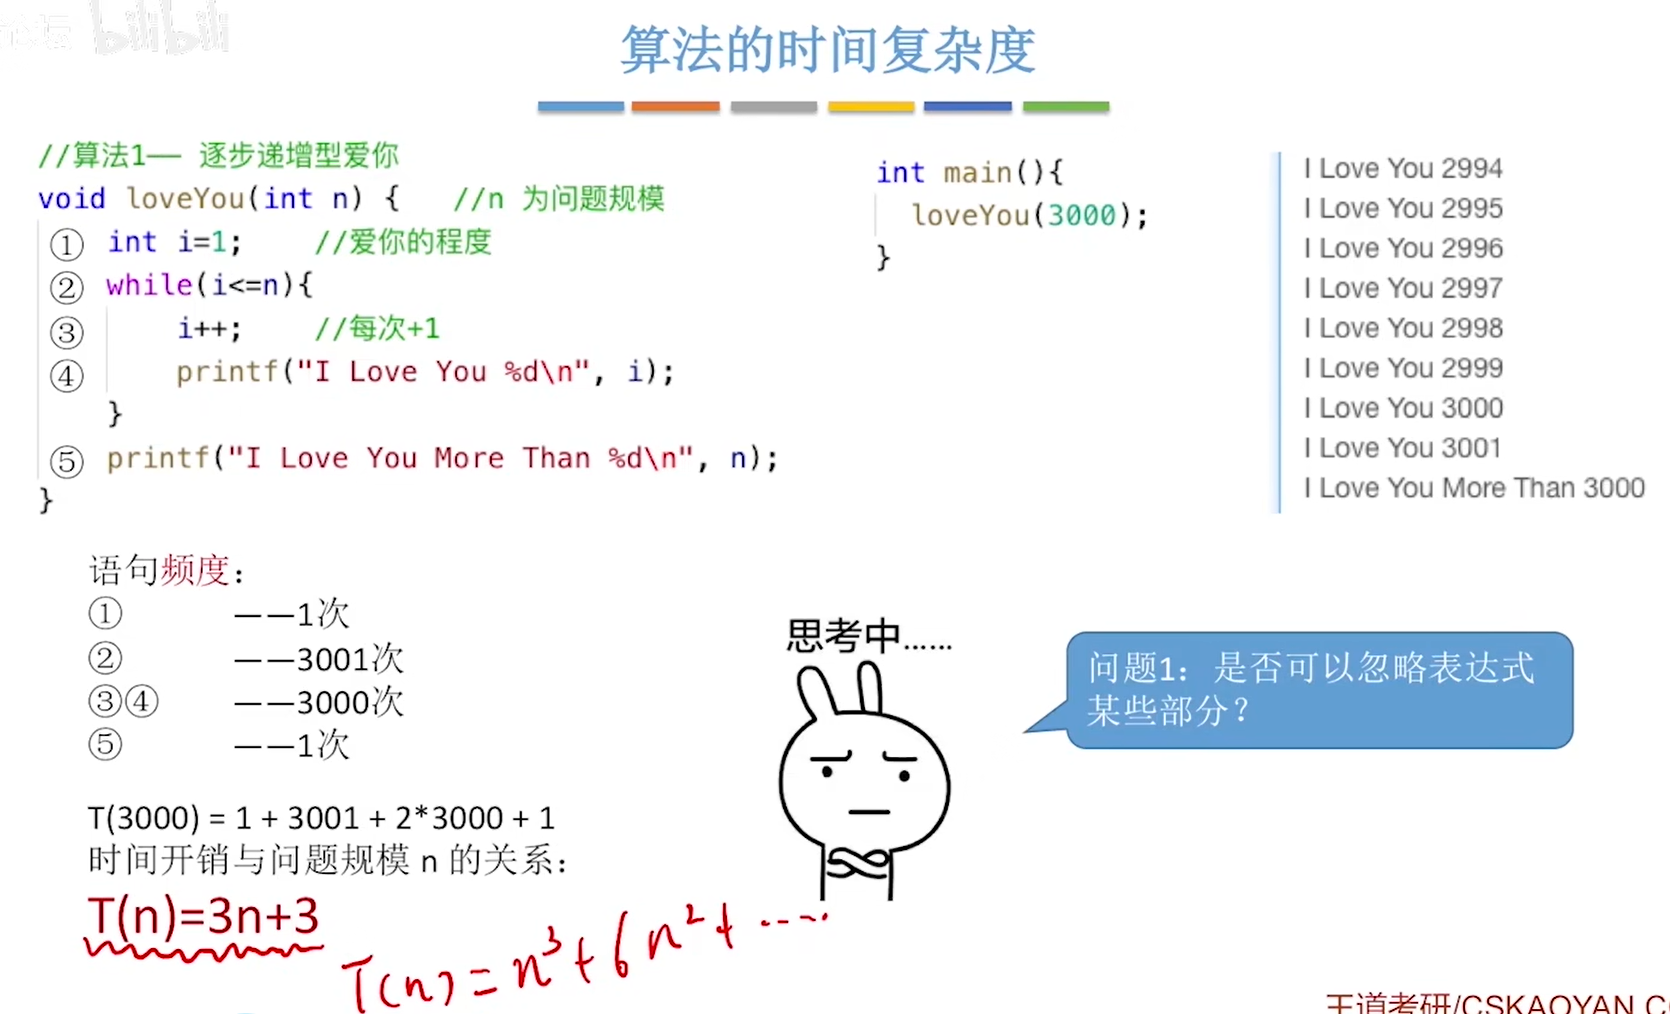 论坛 bilibili
算法的时间复杂度
//算法1—— 逐步递增型爱你
void loveYou(int n) { //n 为问题规模
① int i=1; //爱你的程度
② while(i<=n){
③ i++; //每次+1
④ printf("I Love You %d\n", i);
}
⑤ printf("I Love You More Than %d\n", n);
}
int main(){
loveYou(3000);
}
I Love You 2994
I Love You 2995
I Love You 2996
I Love You 2997
I Love You 2998
I Love You 2999
I Love You 3000
I Love You 3001
I Love You More Than 3000
语句频度：
① ——1次
② ——3001次
③④ ——3000次
⑤ ——1次
T(3000) = 1 + 3001 + 2*3000 + 1
时间开销与问题规模 n 的关系：
T(n)=3n+3
T(n)=n³+6n²+.....
思考中......
问题1：是否可以忽略表达式
某些部分？
王道考研/CSKAOYAN.C